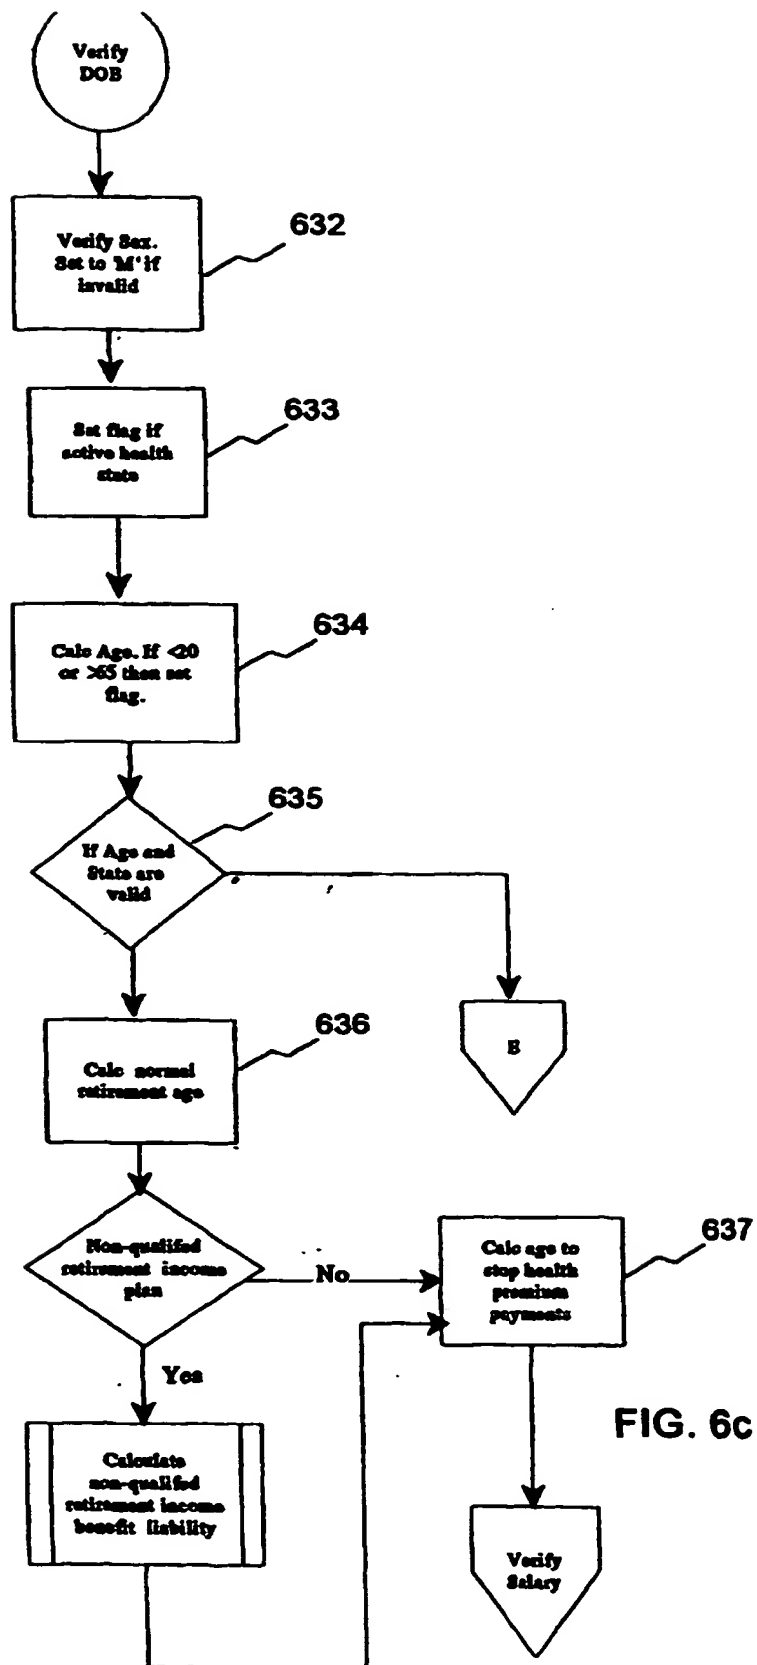 Verify
DOB
632
Verify Sex.
Set to 'M' if
invalid
633
Set flag if
active health
state
634
Calc Age. If <20
or >65 then set
flag.
635
If Age and
State are
valid
636
Calc normal
retirement age
E
Non-qualifed
retirement income
plan
No
637
Calc age to
stop health
premium
payments
Yes
FIG. 6c
Calculate
non-qualifed
retirement income
benefit liability
Verify
Salary